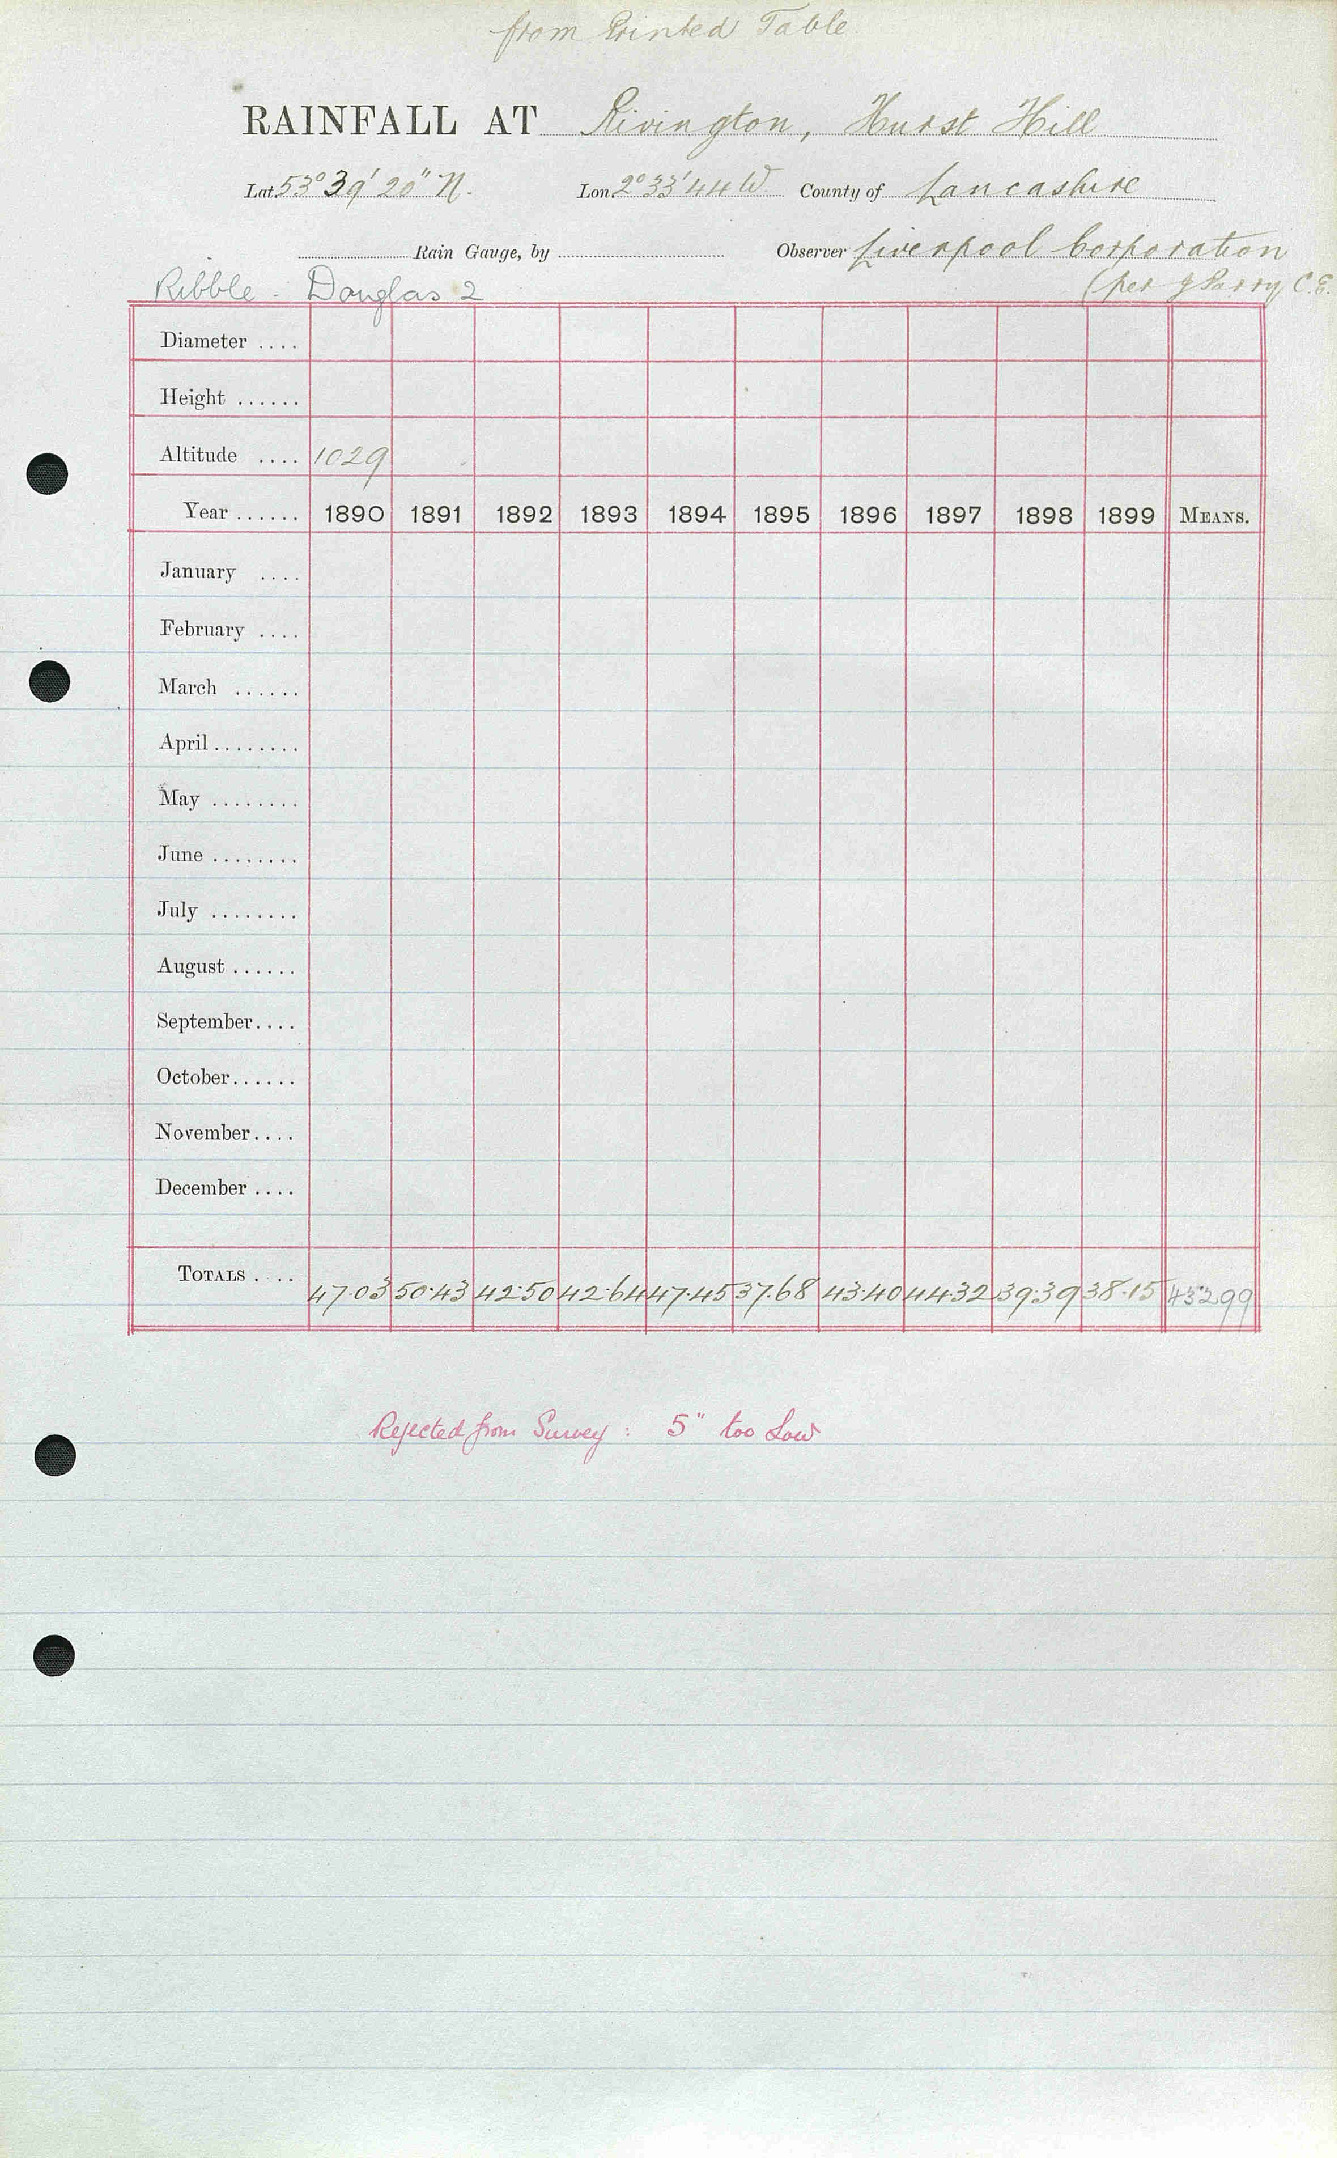 from Printed Table
RAINFALL AT Rivington, Hurst Hill
Lat. 53° 39' 20" N. Lon. 2° 33' 44 W County of Lancashire
Rain Gauge, by Observer Liverpool Corporation
Ribble - Douglas 2 (per J Parry, C.E.
Diameter ....
Height ......
Altitude .... 1029
Year ...... 1890 1891 1892 1893 1894 1895 1896 1897 1898 1899 MEANS.
January ....
February ....
March ......
April ........
May ........
June ........
July ........
August ......
September....
October......
November....
December ....
TOTALS .... 47.03 50.43 42.50 42.64 47.45 37.68 43.40 44.32 39.39 38.15 432.99
Rejected from Survey : 5" too Low